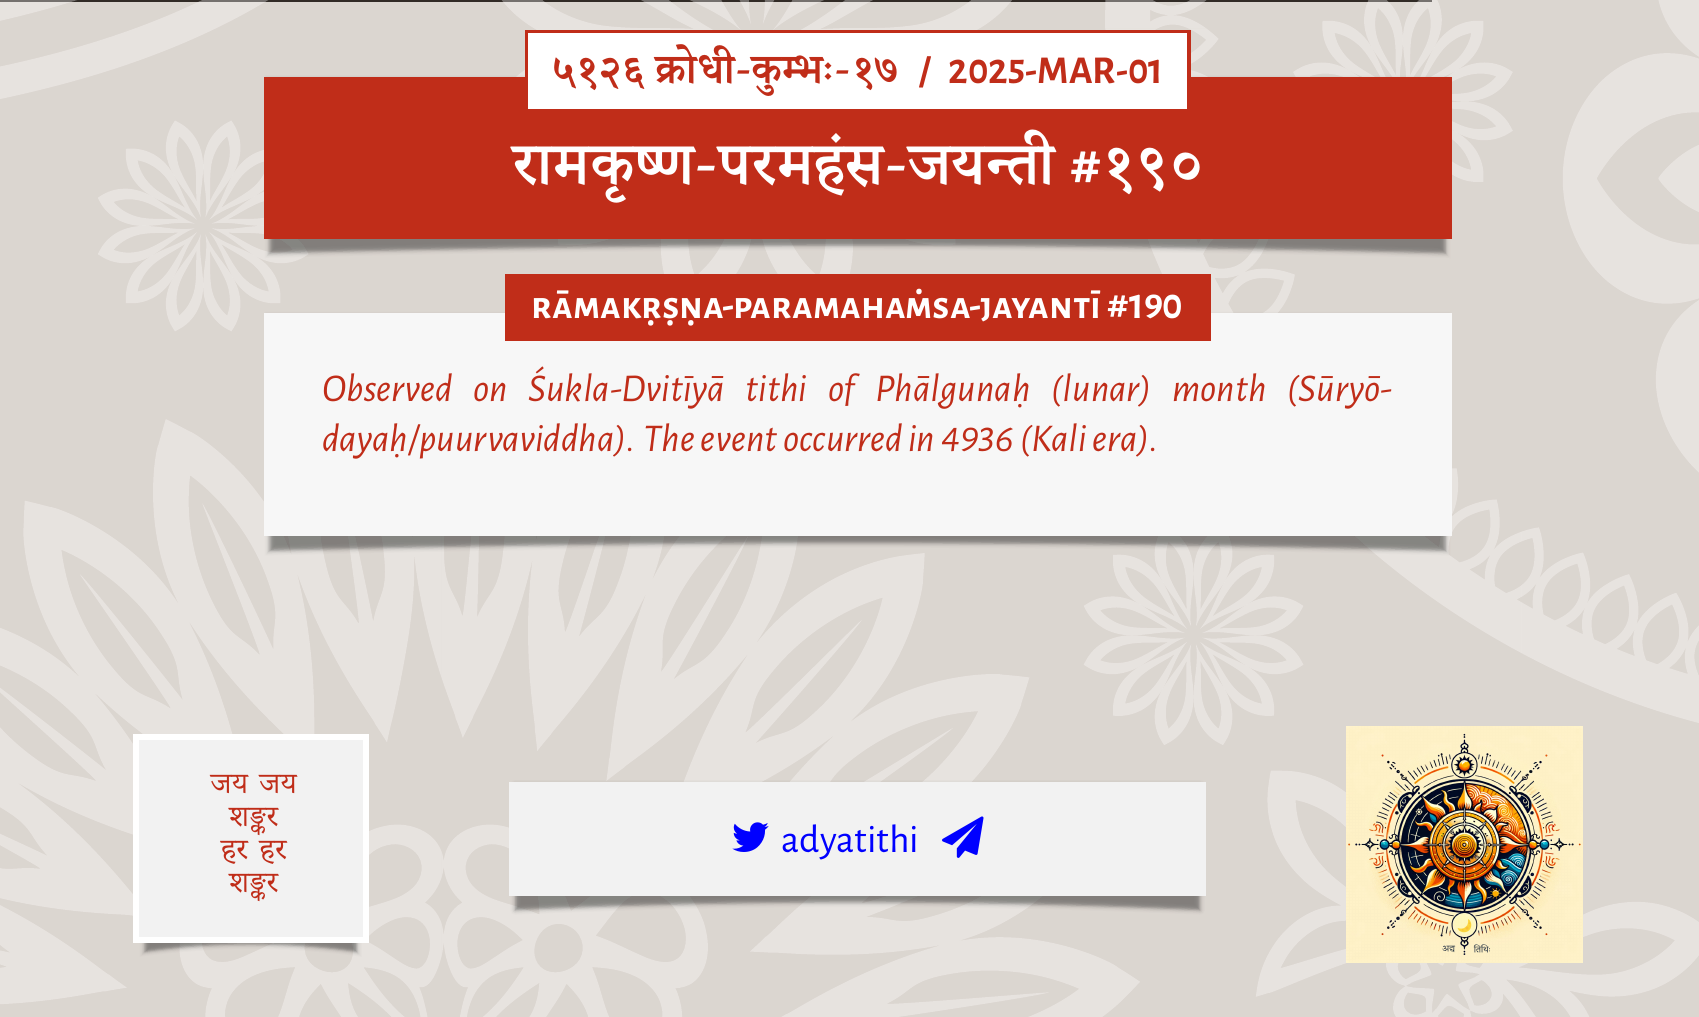 ५१२६ क्रोधी-कुम्भः-१७ / 2025-MAR-01
रामकृष्ण-परमहंस-जयन्ती #१९०
RĀMAKṚṢṆA-PARAMAHAṀSA-JAYANTĪ #190
Observed on Śukla-Dvitīyā tithi of Phālgunaḥ (lunar) month (Sūryō-
dayaḥ/puurvaviddha). The event occurred in 4936 (Kali era).
जय जय
शङ्कर
हर हर
शङ्कर
adyatithi
अद्य तिथिः